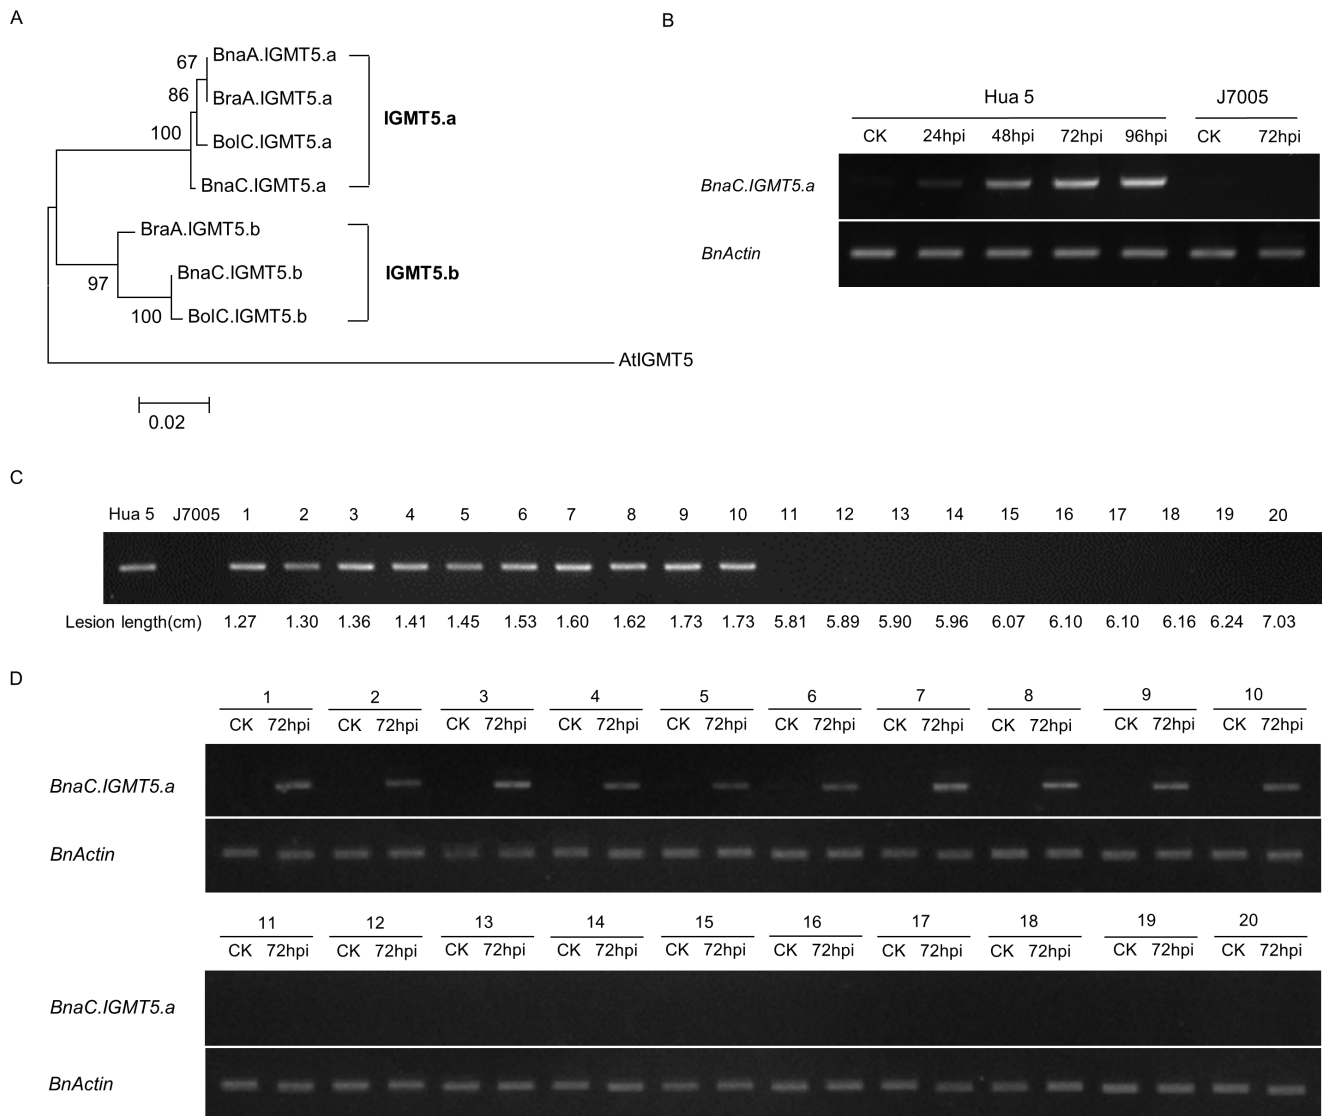 A
67
BnaA.IGMT5.a
86
BraA.IGMT5.a
IGMT5.a
100
BolC.IGMT5.a
BnaC.IGMT5.a
BraA.IGMT5.b
BnaC.IGMT5.b
IGMT5.b
97
100
BolC.IGMT5.b
AtIGMT5
0.02
B
Hua 5 J7005
CK 24hpi 48hpi 72hpi 96hpi CK 72hpi
BnaC.IGMT5.a
BnActin
C
Hua 5 J7005 1 2 3 4 5 6 7 8 9 10 11 12 13 14 15 16 17 18 19 20
Lesion length(cm) 1.27 1.30 1.36 1.41 1.45 1.53 1.60 1.62 1.73 1.73 5.81 5.89 5.90 5.96 6.07 6.10 6.10 6.16 6.24 7.03
D
1 2 3 4 5 6 7 8 9 10
CK 72hpi CK 72hpi CK 72hpi CK 72hpi CK 72hpi CK 72hpi CK 72hpi CK 72hpi CK 72hpi CK 72hpi
BnaC.IGMT5.a
BnActin
11 12 13 14 15 16 17 18 19 20
CK 72hpi CK 72hpi CK 72hpi CK 72hpi CK 72hpi CK 72hpi CK 72hpi CK 72hpi CK 72hpi CK 72hpi
BnaC.IGMT5.a
BnActin